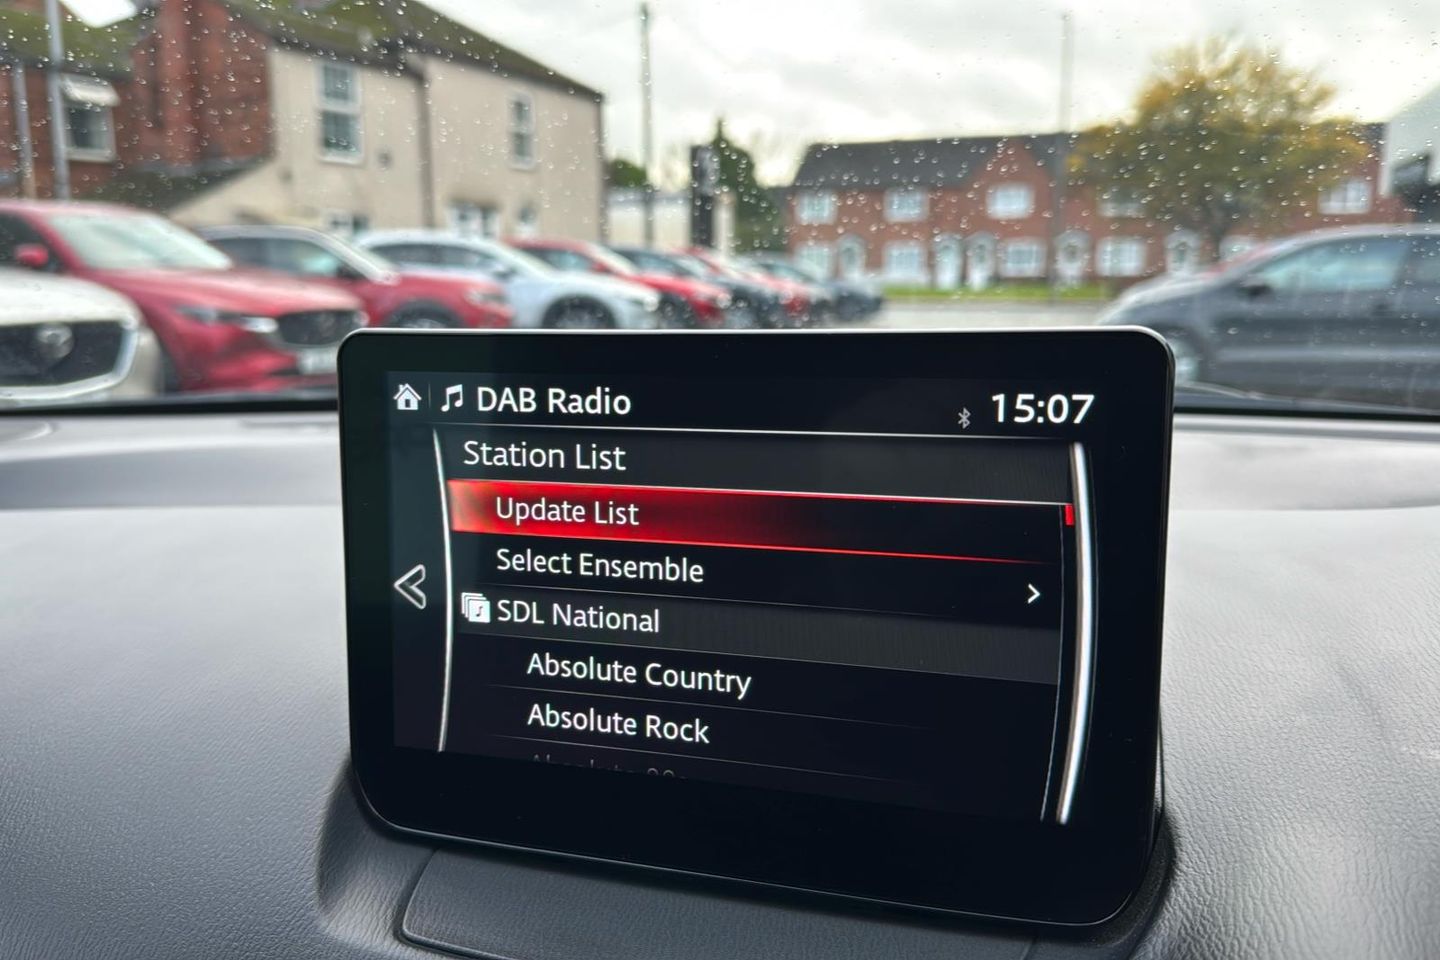 DAB Radio
15:07
Station List
Update List
Select Ensemble
SDL National
Absolute Country
Absolute Rock